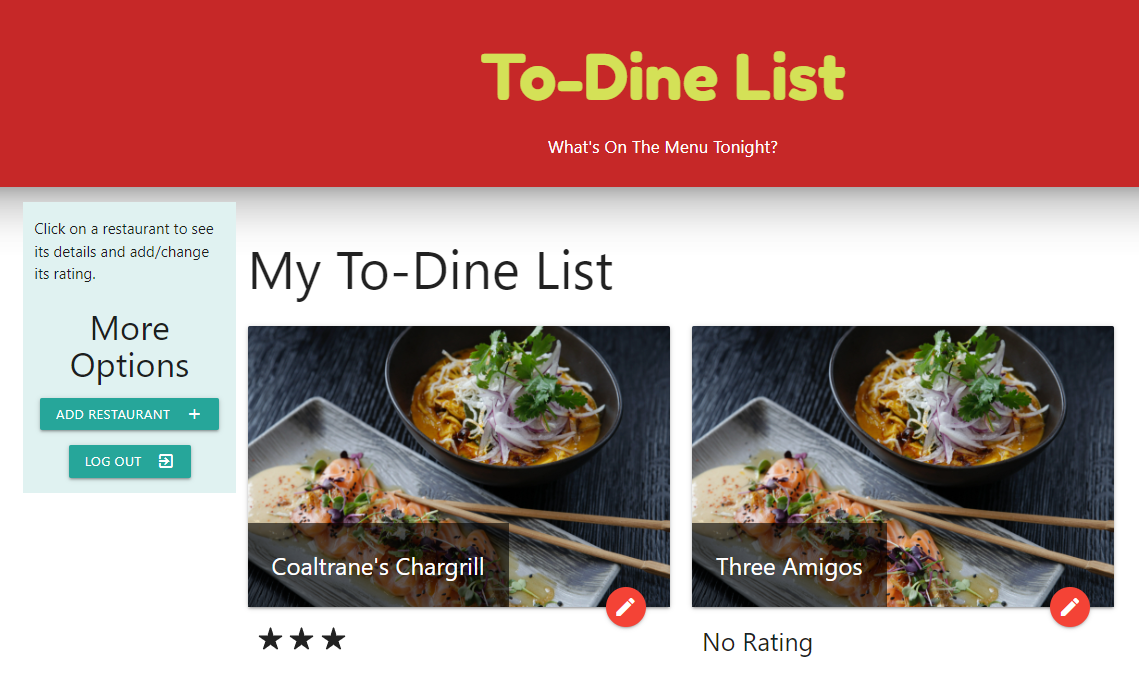 To-Dine List
What's On The Menu Tonight?
Click on a restaurant to see
its details and add/change
its rating.
More
Options
ADD RESTAURANT
LOG OUT
My To-Dine List
Coaltrane's Chargrill
Three Amigos
No Rating